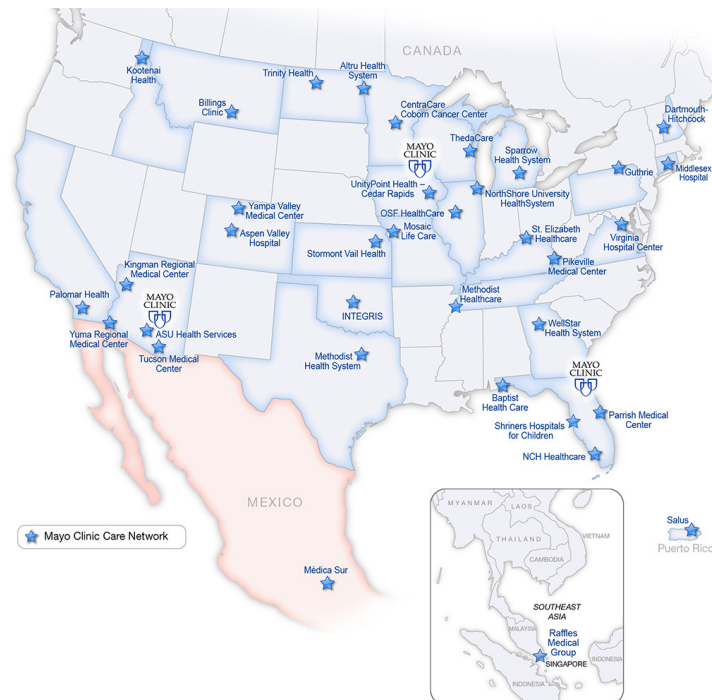 CANADA
Kootenai
Health
Trinity Health
Altru Health
System
Billings
Clinic
CentraCare
Coborn Cancer Center
Dartmouth-
Hitchcock
ThedaCare
MAYO
CLINIC
Sparrow
Health System
Guthrie
Middlesex
Hospital
UnityPoint Health –
Cedar Rapids
NorthShore University
HealthSystem
Yampa Valley
Medical Center
OSF HealthCare
Aspen Valley
Hospital
Mosaic
Life Care
St. Elizabeth
Healthcare
Virginia
Hospital Center
Stormont Vail Health
Pikeville
Medical Center
Kingman Regional
Medical Center
Palomar Health
MAYO
CLINIC
Methodist
Healthcare
INTEGRIS
Yuma Regional
Medical Center
ASU Health Services
WellStar
Health System
Tucson Medical
Center
Methodist
Health System
MAYO
CLINIC
Baptist
Health Care
Parrish Medical
Center
Shriners Hospitals
for Children
NCH Healthcare
MEXICO
Mayo Clinic Care Network
Médica Sur
MYANMAR
LAOS
THAILAND
VIETNAM
CAMBODIA
SOUTHEAST
ASIA
MALAYSIA
Raffles
Medical
Group
SINGAPORE
INDONESIA
INDONESIA
Salus
Puerto Rico